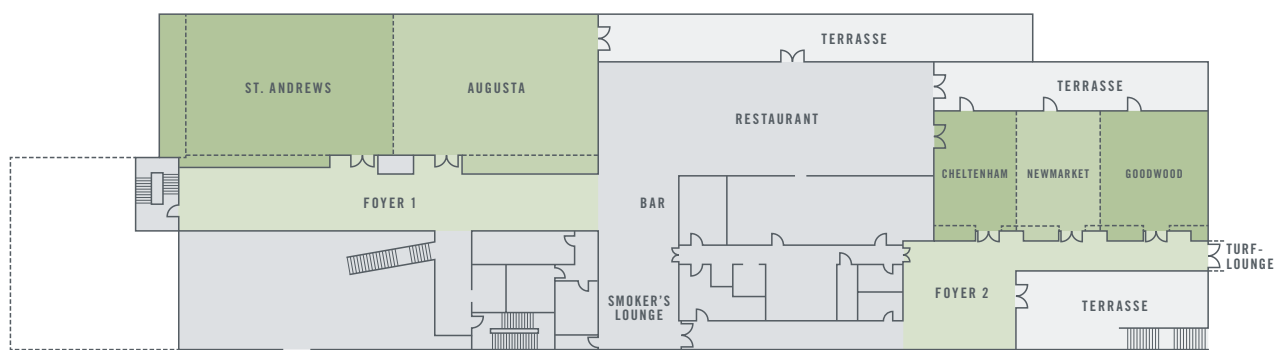 TERRASSE
ST. ANDREWS
AUGUSTA
TERRASSE
RESTAURANT
CHELTENHAM
NEWMARKET
GOODWOOD
FOYER 1
BAR
TURF-
LOUNGE
FOYER 2
SMOKER'S
LOUNGE
TERRASSE